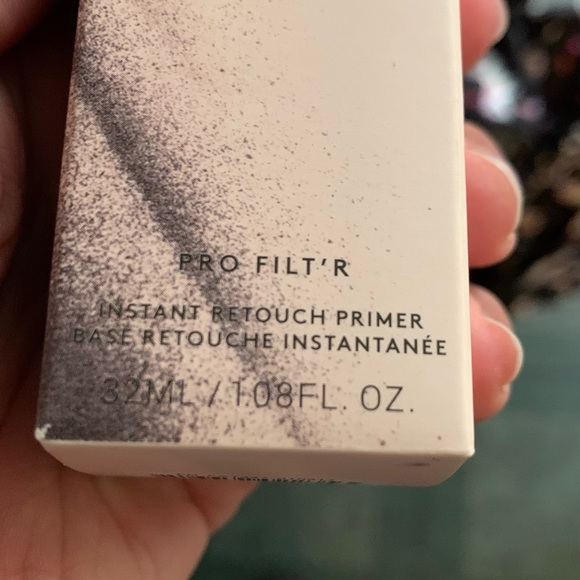 PRO FILT'R
INSTANT RETOUCH PRIMER
BASE RETOUCHE INSTANTANÉE
32ML / 1.08FL. OZ.